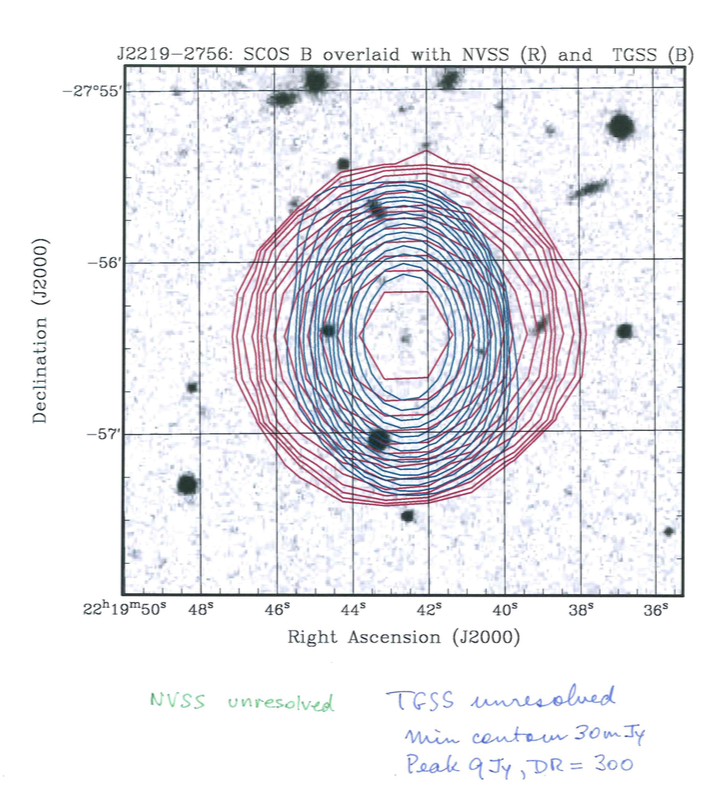 J2219−2756: SCOS B overlaid with NVSS (R) and TGSS (B)
−27°55′
−56′
−57′
Declination (J2000)
22h19m50s 48s 46s 44s 42s 40s 38s 36s
Right Ascension (J2000)
NVSS unresolved
TGSS unresolved
Min contour 30mJy
Peak 9Jy, DR = 300